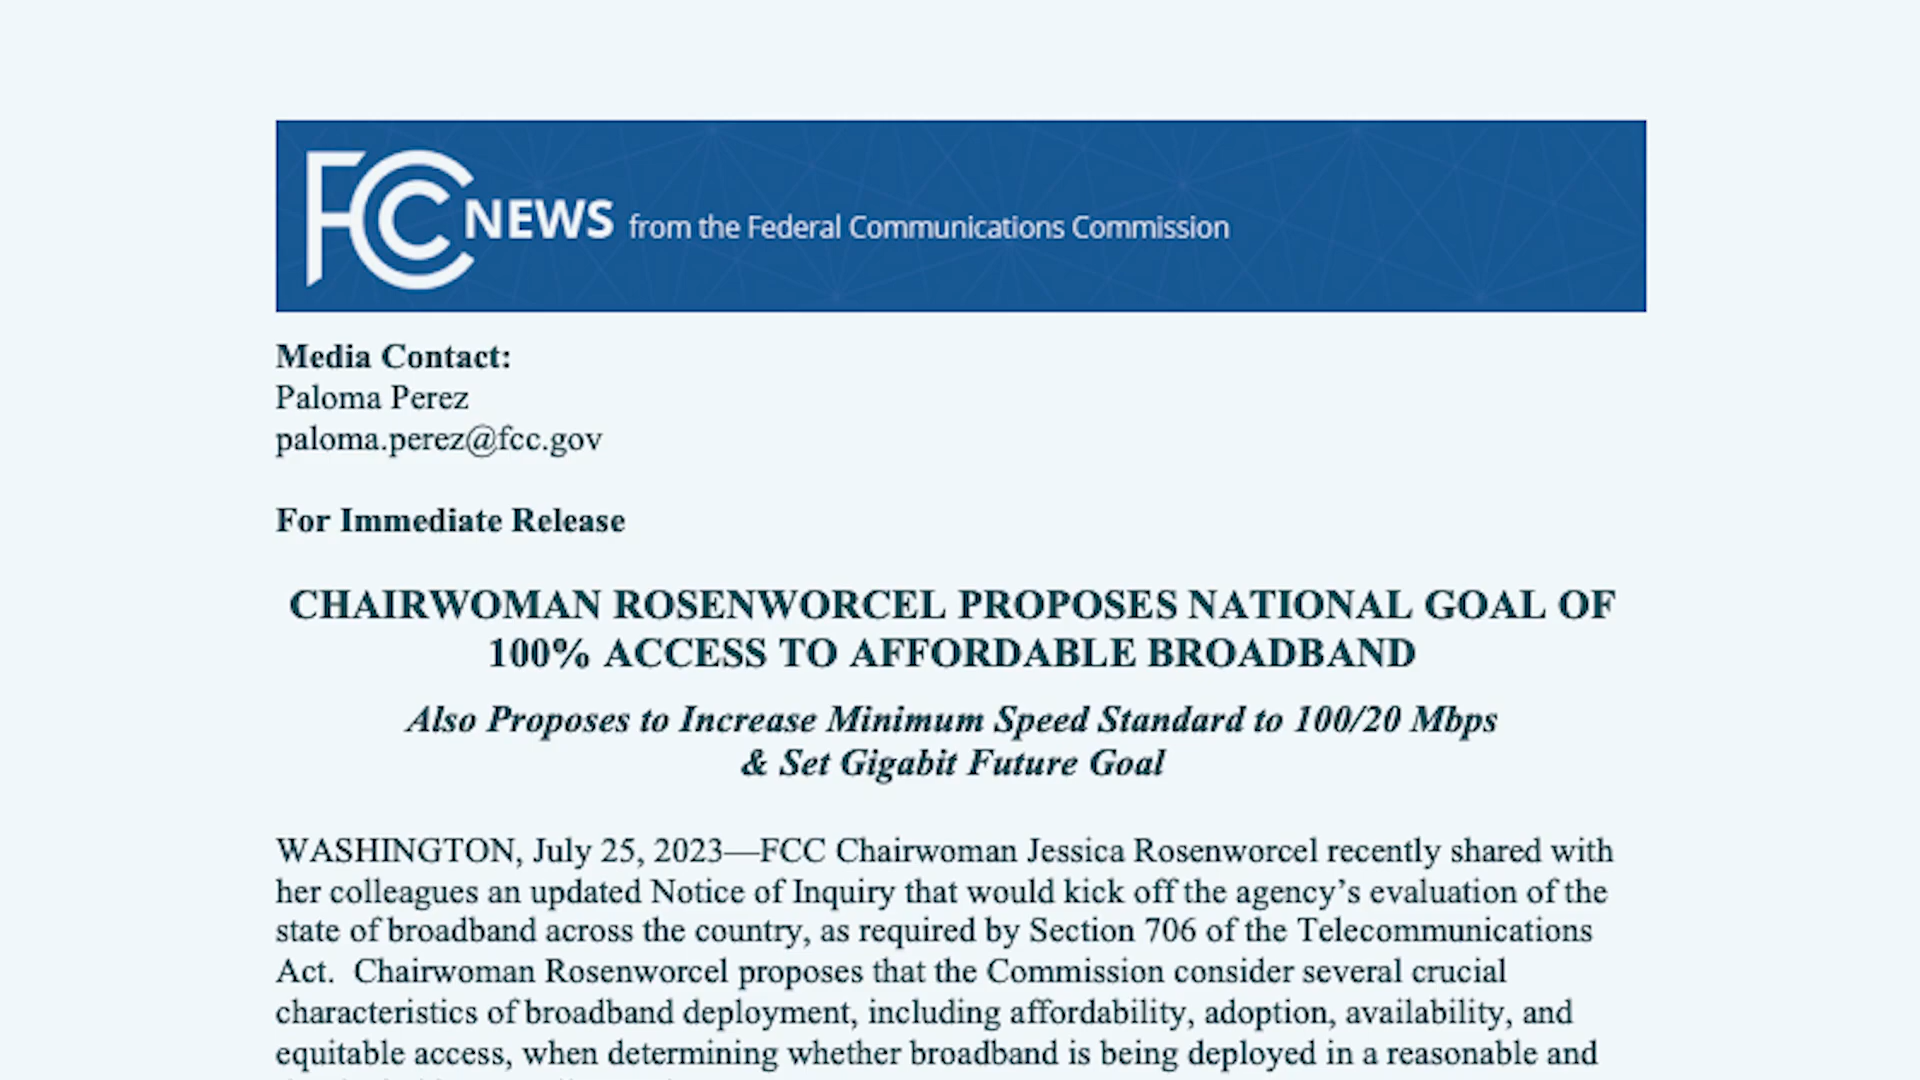 FCC NEWS from the Federal Communications Commission
Media Contact:
Paloma Perez
paloma.perez@fcc.gov
For Immediate Release
CHAIRWOMAN ROSENWORCEL PROPOSES NATIONAL GOAL OF
100% ACCESS TO AFFORDABLE BROADBAND
Also Proposes to Increase Minimum Speed Standard to 100/20 Mbps
& Set Gigabit Future Goal
WASHINGTON, July 25, 2023—FCC Chairwoman Jessica Rosenworcel recently shared with
her colleagues an updated Notice of Inquiry that would kick off the agency’s evaluation of the
state of broadband across the country, as required by Section 706 of the Telecommunications
Act.  Chairwoman Rosenworcel proposes that the Commission consider several crucial
characteristics of broadband deployment, including affordability, adoption, availability, and
equitable access, when determining whether broadband is being deployed in a reasonable and